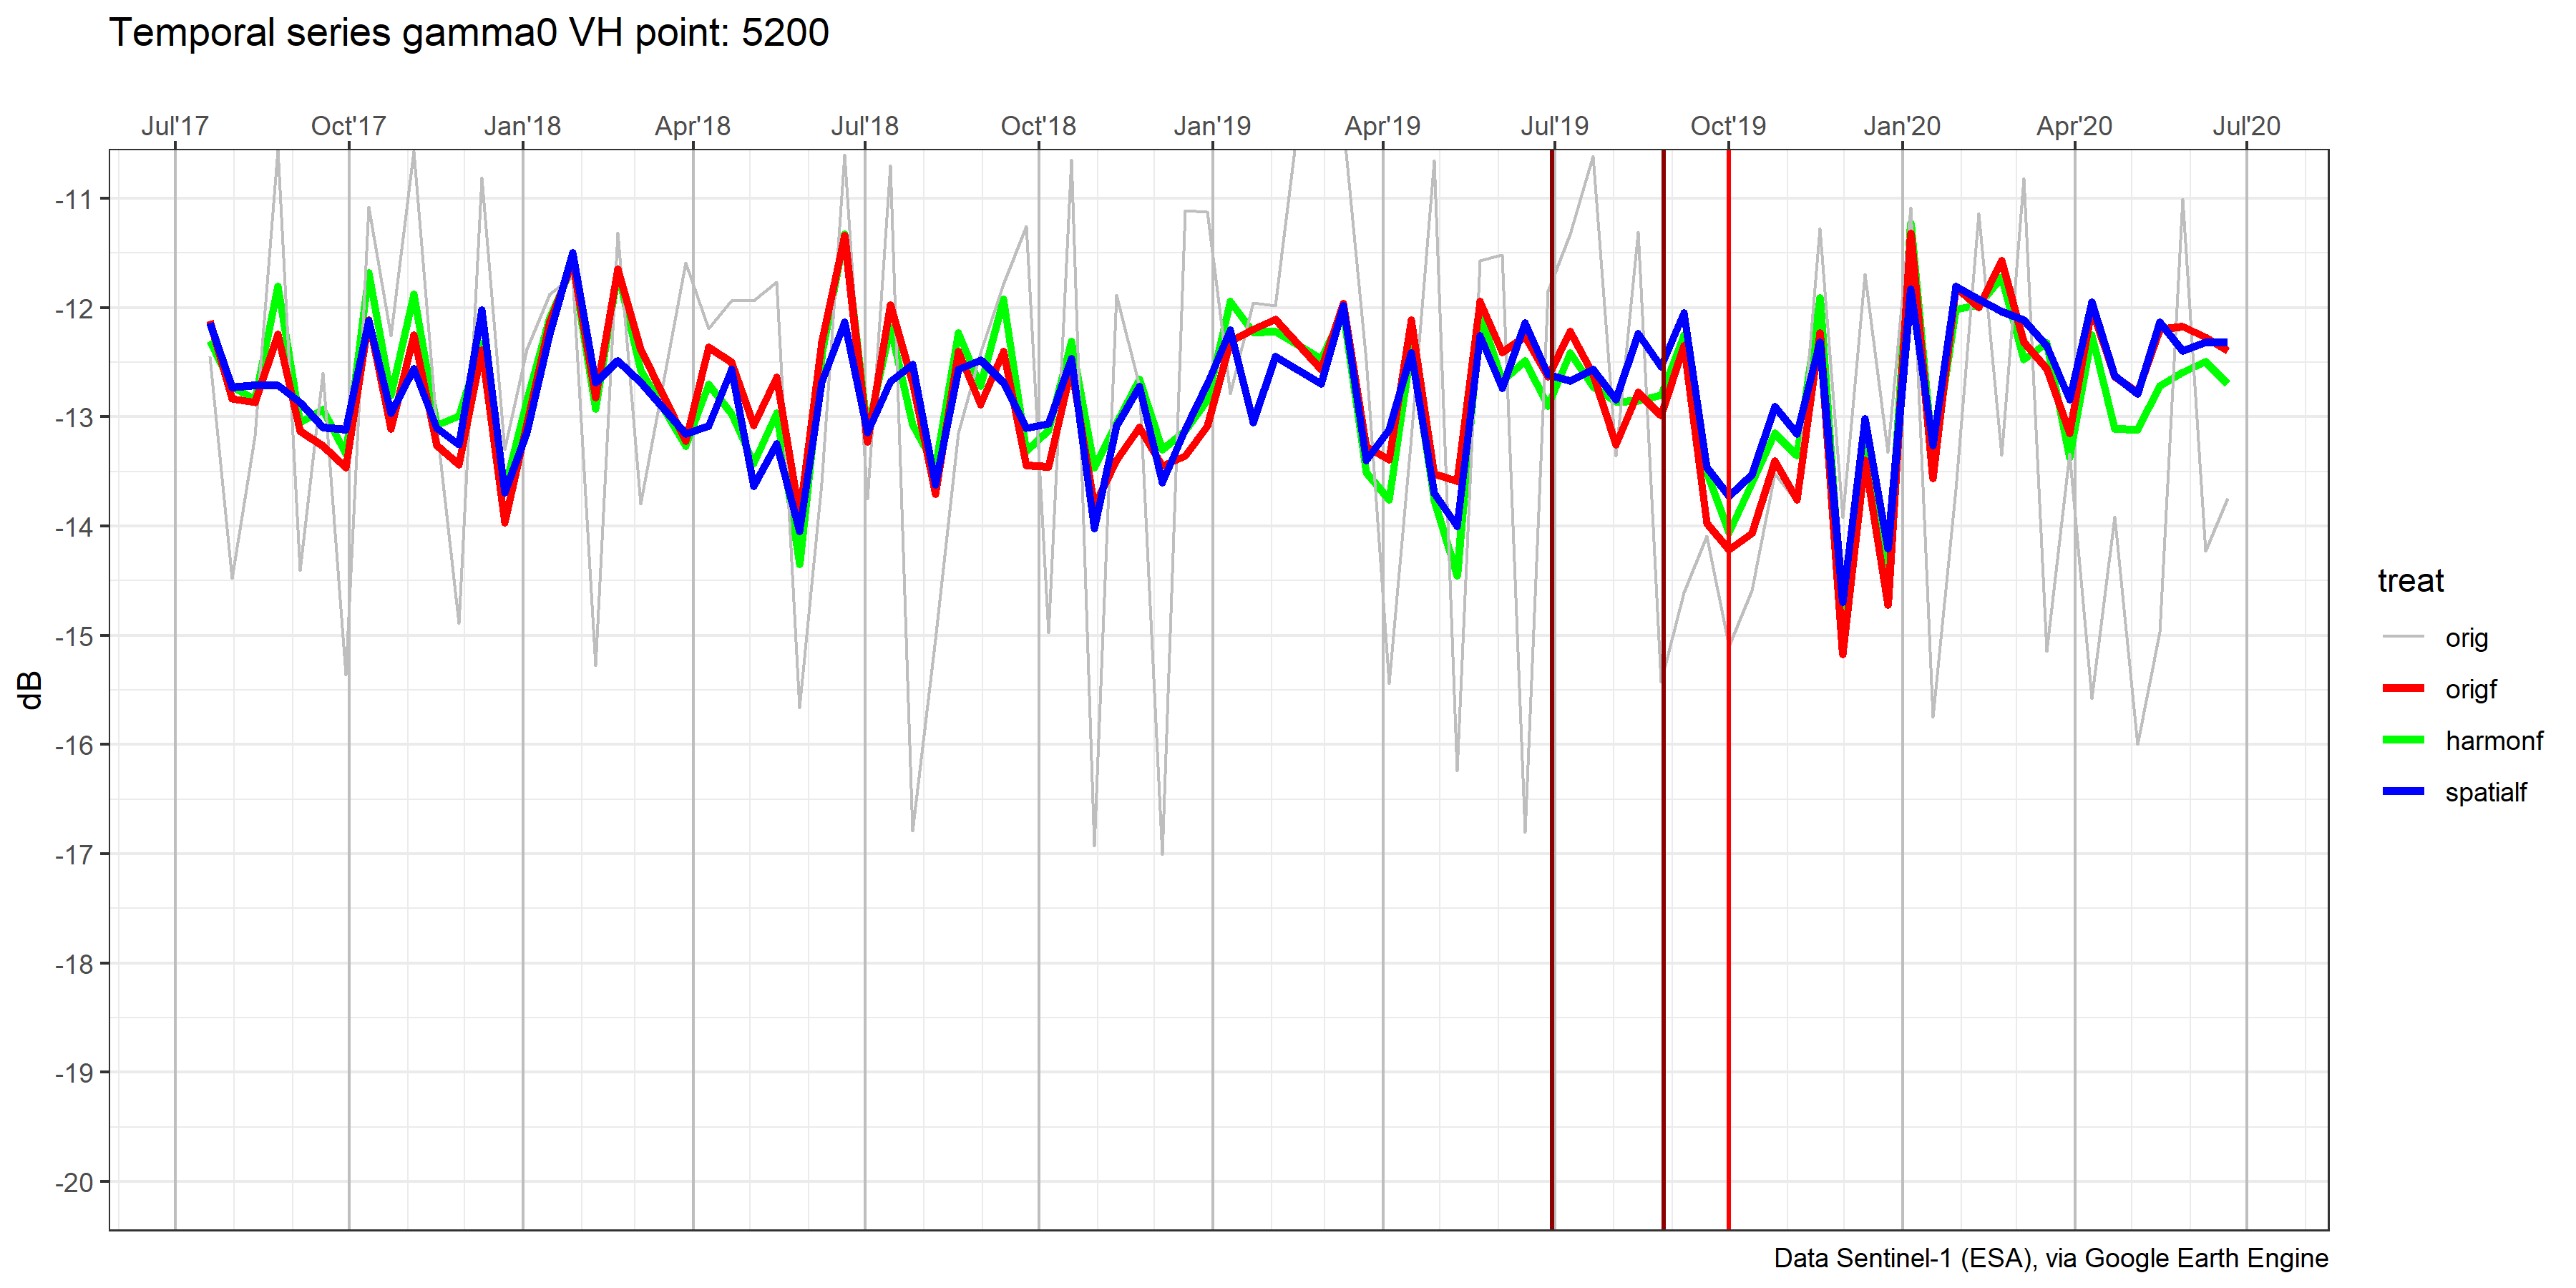 Temporal series gamma0 VH point: 5200
Jul'17 Oct'17 Jan'18 Apr'18 Jul'18 Oct'18 Jan'19 Apr'19 Jul'19 Oct'19 Jan'20 Apr'20 Jul'20
-11
-12
-13
-14
-15
-16
-17
-18
-19
-20
dB
treat
orig
origf
harmonf
spatialf
Data Sentinel-1 (ESA), via Google Earth Engine